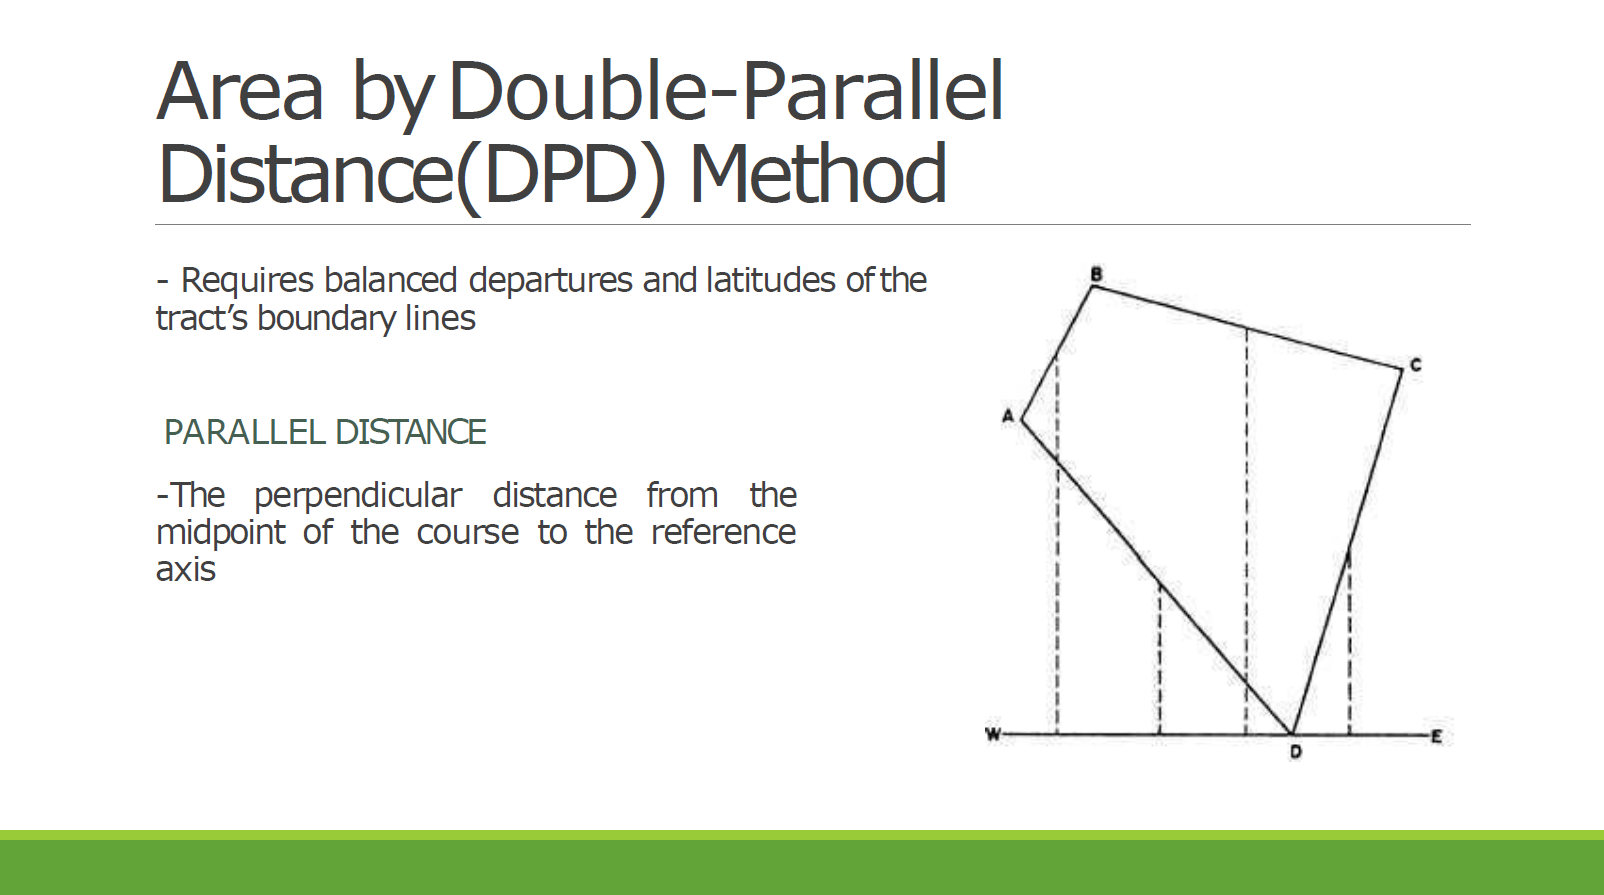 Area by Double-Parallel
Distance(DPD) Method
- Requires balanced departures and latitudes of the
tract’s boundary lines
PARALLEL DISTANCE
-The perpendicular distance from the
midpoint of the course to the reference
axis
B
C
A
W
E
D